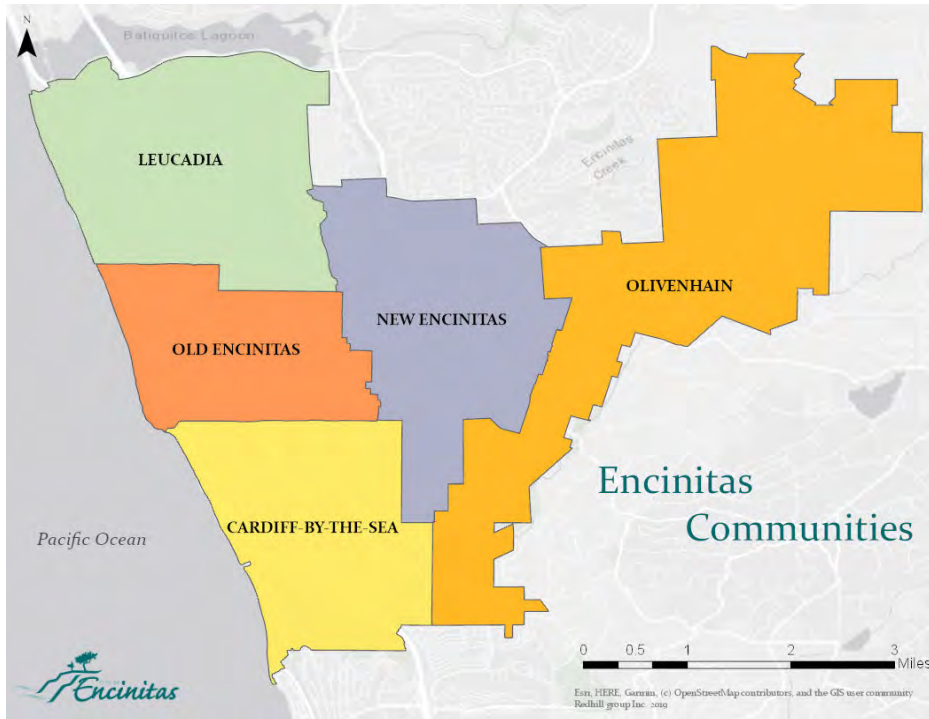 N
Batiquitos Lagoon
LEUCADIA
Encinitas
Creek
OLIVENHAIN
NEW ENCINITAS
OLD ENCINITAS
Encinitas
Communities
CARDIFF-BY-THE-SEA
Pacific Ocean
0 0.5 1 2 3
Miles
Encinitas
Esri, HERE, Garmin, (c) OpenStreetMap contributors, and the GIS user community
Redhill group Inc. 2019